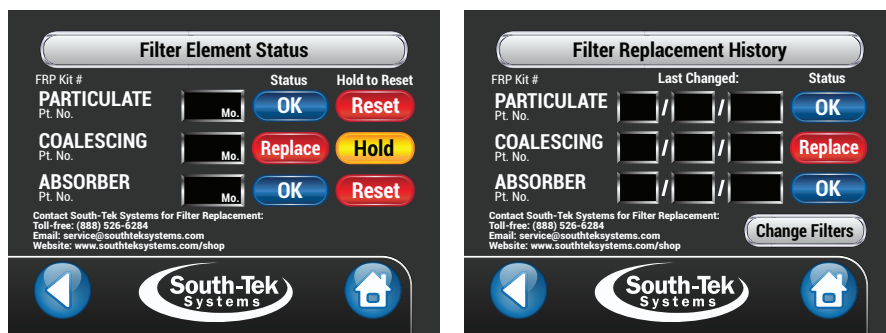 Filter Element Status
FRP Kit # Status Hold to Reset
PARTICULATE
Pt. No. Mo. OK Reset
COALESCING
Pt. No. Mo. Replace Hold
ABSORBER
Pt. No. Mo. OK Reset
Contact South-Tek Systems for Filter Replacement:
Toll-free: (888) 526-6284
Email: service@southteksystems.com
Website: www.southteksystems.com/shop
South-Tek
Systems
Filter Replacement History
FRP Kit # Last Changed: Status
PARTICULATE
Pt. No. / / OK
COALESCING
Pt. No. / / Replace
ABSORBER
Pt. No. / / OK
Contact South-Tek Systems for Filter Replacement:
Toll-free: (888) 526-6284
Email: service@southteksystems.com
Website: www.southteksystems.com/shop
Change Filters
South-Tek
Systems